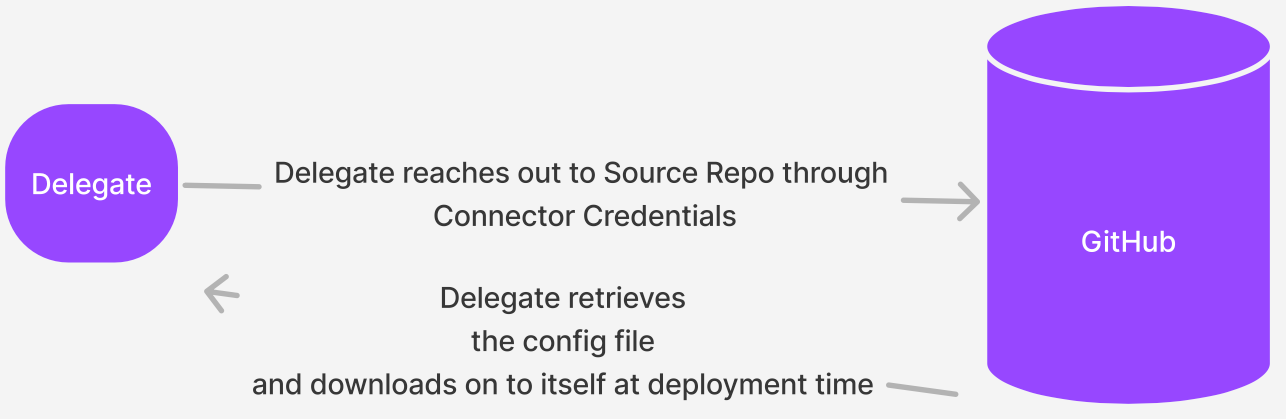 Delegate
Delegate reaches out to Source Repo through
Connector Credentials
GitHub
Delegate retrieves
the config file
and downloads on to itself at deployment time